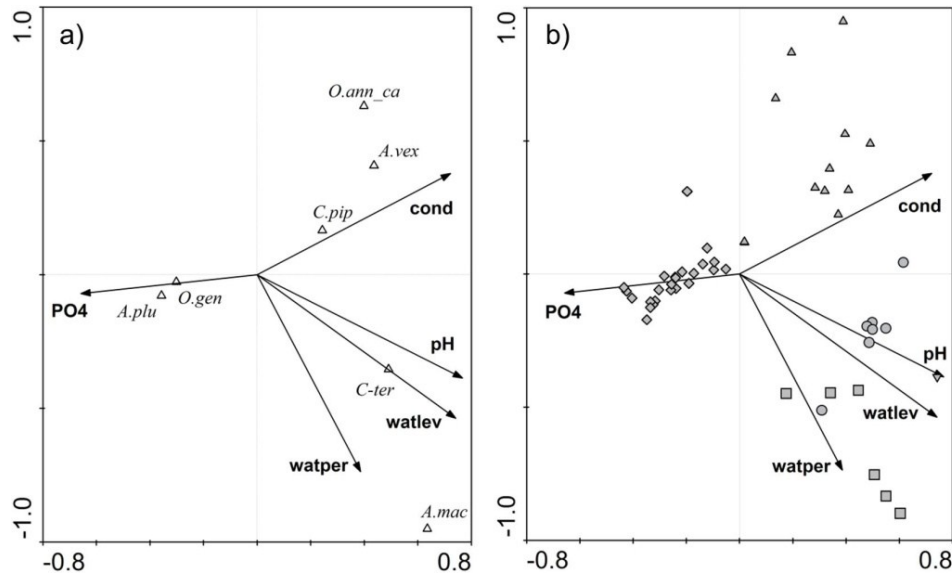 a)
1.0
O.ann_ca
A.vex
cond
C.pip
O.gen
PO4
A.plu
pH
C-ter
watlev
watper
A.mac
-1.0
-0.8
0.8
b)
1.0
cond
PO4
pH
watlev
watper
-1.0
-0.8
0.8